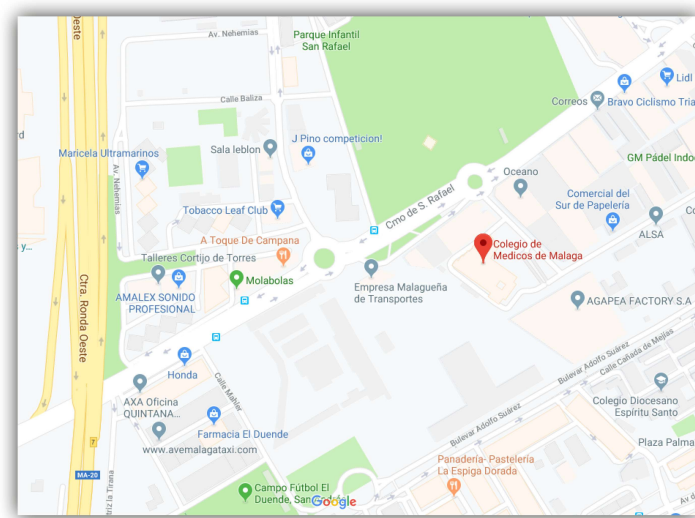 Oeste
Av. Nehemias
Parque Infantil
San Rafael
Lidl
Calle Baliza
Correos
Bravo Ciclismo Tria
J Pino competicion!
Sala leblon
Maricela Ultramarinos
Oceano
GM Pádel Indo
Av. Nehemias
Cmo de S. Rafael
Comercial del
Sur de Papelería
Tobacco Leaf Club
ALSA
A Toque De Campana
Colegio de
Medicos de Malaga
Talleres Cortijo de Torres
Molabolas
Empresa Malagueña
de Transportes
Ctra. Ronda Oeste
AMALEX SONIDO
PROFESIONAL
AGAPEA FACTORY S.A
Bulevar Adolfo Suárez
Calle Cañada de Mejías
Honda
Calle Mahler
AXA Oficina
QUINTANA...
Colegio Diocesano
Espíritu Santo
Farmacia El Duende
Bulevar Adolfo Suárez
7
www.avemalagataxi.com
Plaza Palma
Panadería- Pastelería
La Espiga Dorada
MA-20
Campo Fútbol El
Duende, San
Google